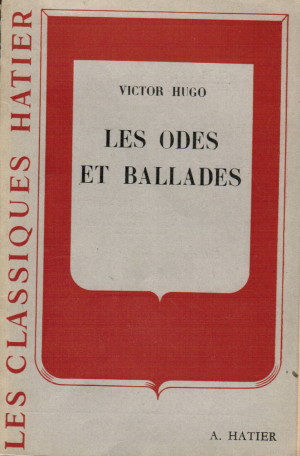 LES CLASSIQUES HATIER
VICTOR HUGO
LES ODES
ET BALLADES
A. HATIER